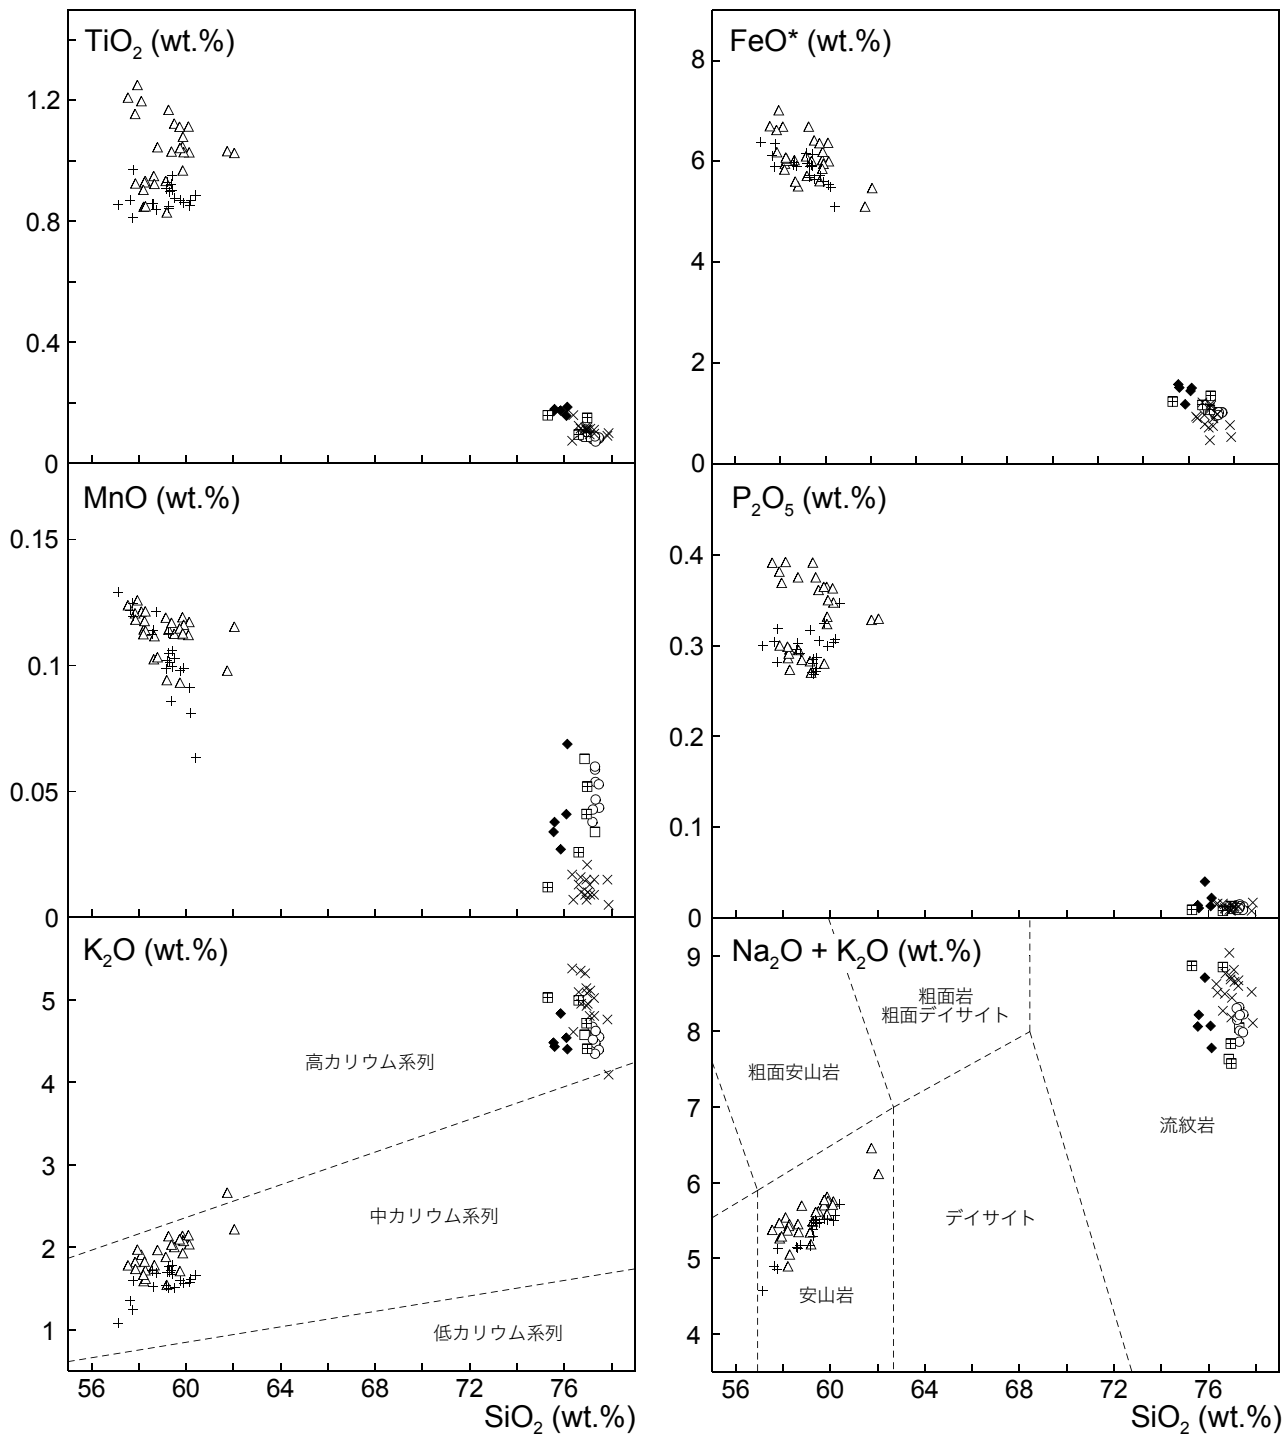 TiO₂ (wt.%)
1.2
0.8
0.4
0
FeO* (wt.%)
8
6
4
2
0
MnO (wt.%)
0.15
0.1
0.05
0
P₂O₅ (wt.%)
0.4
0.3
0.2
0.1
0
K₂O (wt.%)
5
4
3
2
1
高カリウム系列
中カリウム系列
低カリウム系列
56 60 64 68 72 76
SiO₂ (wt.%)
Na₂O + K₂O (wt.%)
9
8
7
6
5
4
粗面岩
粗面デイサイト
粗面安山岩
流紋岩
デイサイト
安山岩
56 60 64 68 72 76
SiO₂ (wt.%)